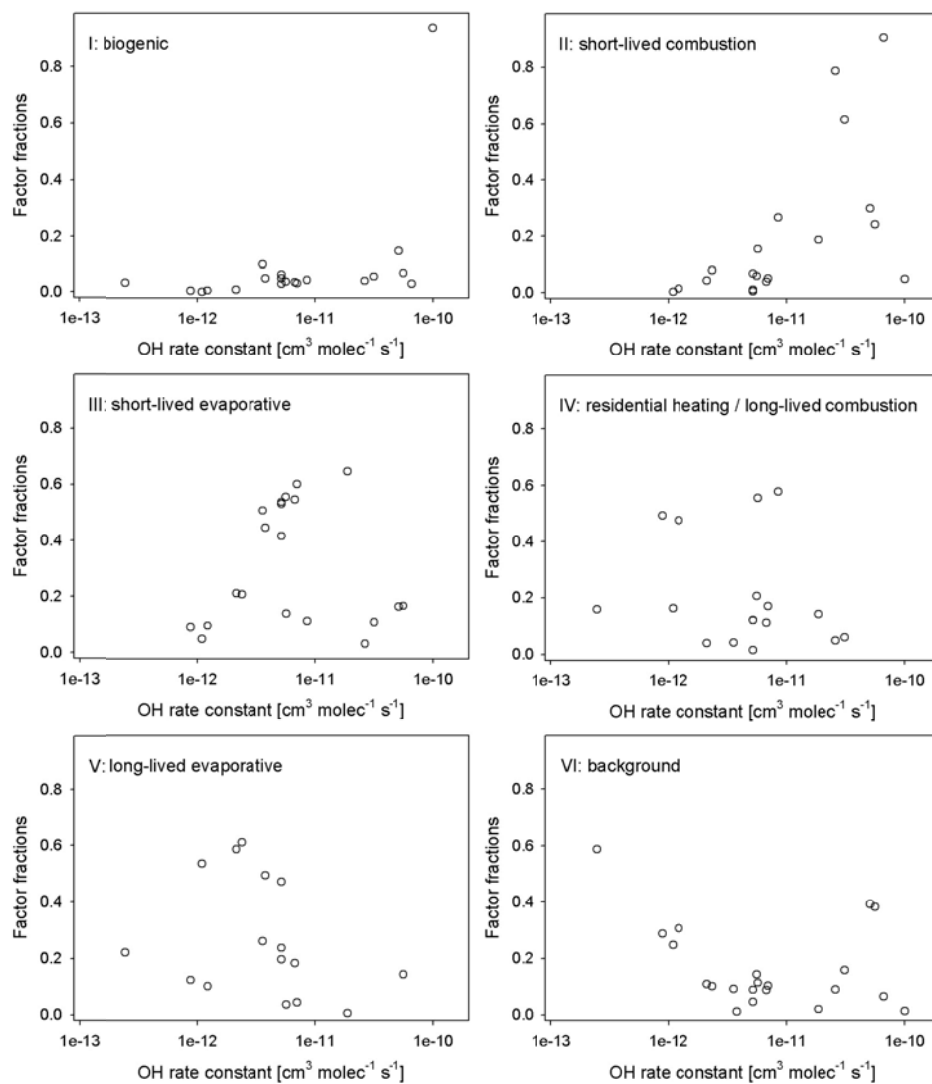 I: biogenic
Factor fractions
0.8
0.6
0.4
0.2
0.0
1e-13 1e-12 1e-11 1e-10
OH rate constant [cm³ molec⁻¹ s⁻¹]
II: short-lived combustion
Factor fractions
0.8
0.6
0.4
0.2
0.0
1e-13 1e-12 1e-11 1e-10
OH rate constant [cm³ molec⁻¹ s⁻¹]
III: short-lived evaporative
Factor fractions
0.8
0.6
0.4
0.2
0.0
1e-13 1e-12 1e-11 1e-10
OH rate constant [cm³ molec⁻¹ s⁻¹]
IV: residential heating / long-lived combustion
Factor fractions
0.8
0.6
0.4
0.2
0.0
1e-13 1e-12 1e-11 1e-10
OH rate constant [cm³ molec⁻¹ s⁻¹]
V: long-lived evaporative
Factor fractions
0.8
0.6
0.4
0.2
0.0
1e-13 1e-12 1e-11 1e-10
OH rate constant [cm³ molec⁻¹ s⁻¹]
VI: background
Factor fractions
0.8
0.6
0.4
0.2
0.0
1e-13 1e-12 1e-11 1e-10
OH rate constant [cm³ molec⁻¹ s⁻¹]